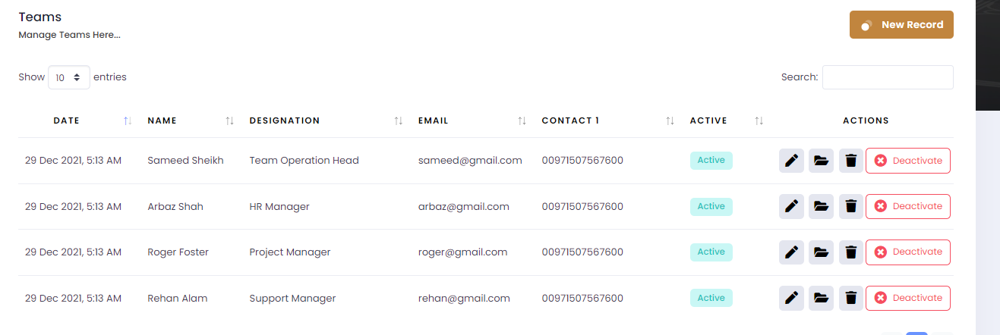 Teams
New Record
Manage Teams Here...
Show 10 entries Search:
DATE NAME DESIGNATION EMAIL CONTACT 1 ACTIVE ACTIONS
29 Dec 2021, 5:13 AM Sameed Sheikh Team Operation Head sameed@gmail.com 00971507567600 Active Deactivate
29 Dec 2021, 5:13 AM Arbaz Shah HR Manager arbaz@gmail.com 00971507567600 Active Deactivate
29 Dec 2021, 5:13 AM Roger Foster Project Manager roger@gmail.com 00971507567600 Active Deactivate
29 Dec 2021, 5:13 AM Rehan Alam Support Manager rehan@gmail.com 00971507567600 Active Deactivate